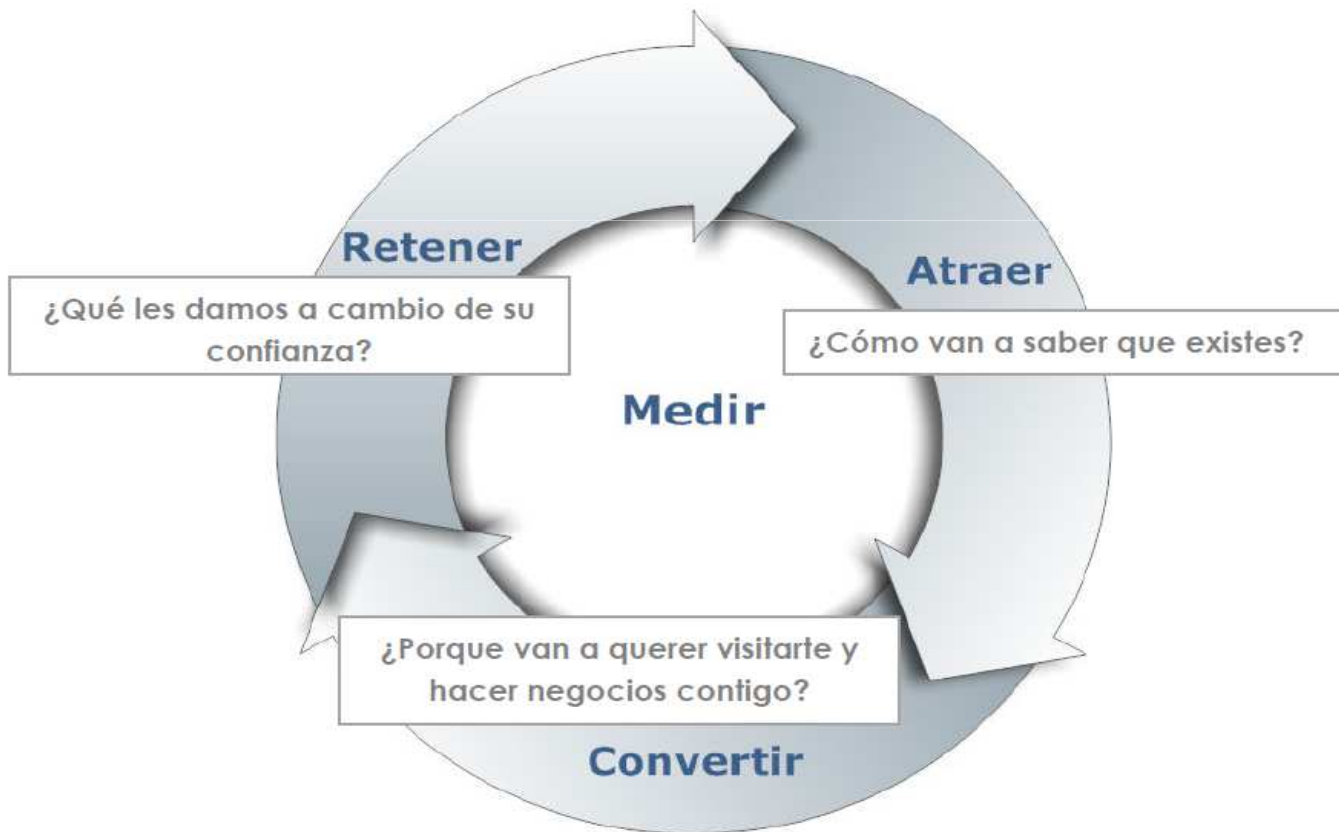 Retener
¿Qué les damos a cambio de su
confianza?
Atraer
¿Cómo van a saber que existes?
Medir
¿Porque van a querer visitarte y
hacer negocios contigo?
Convertir